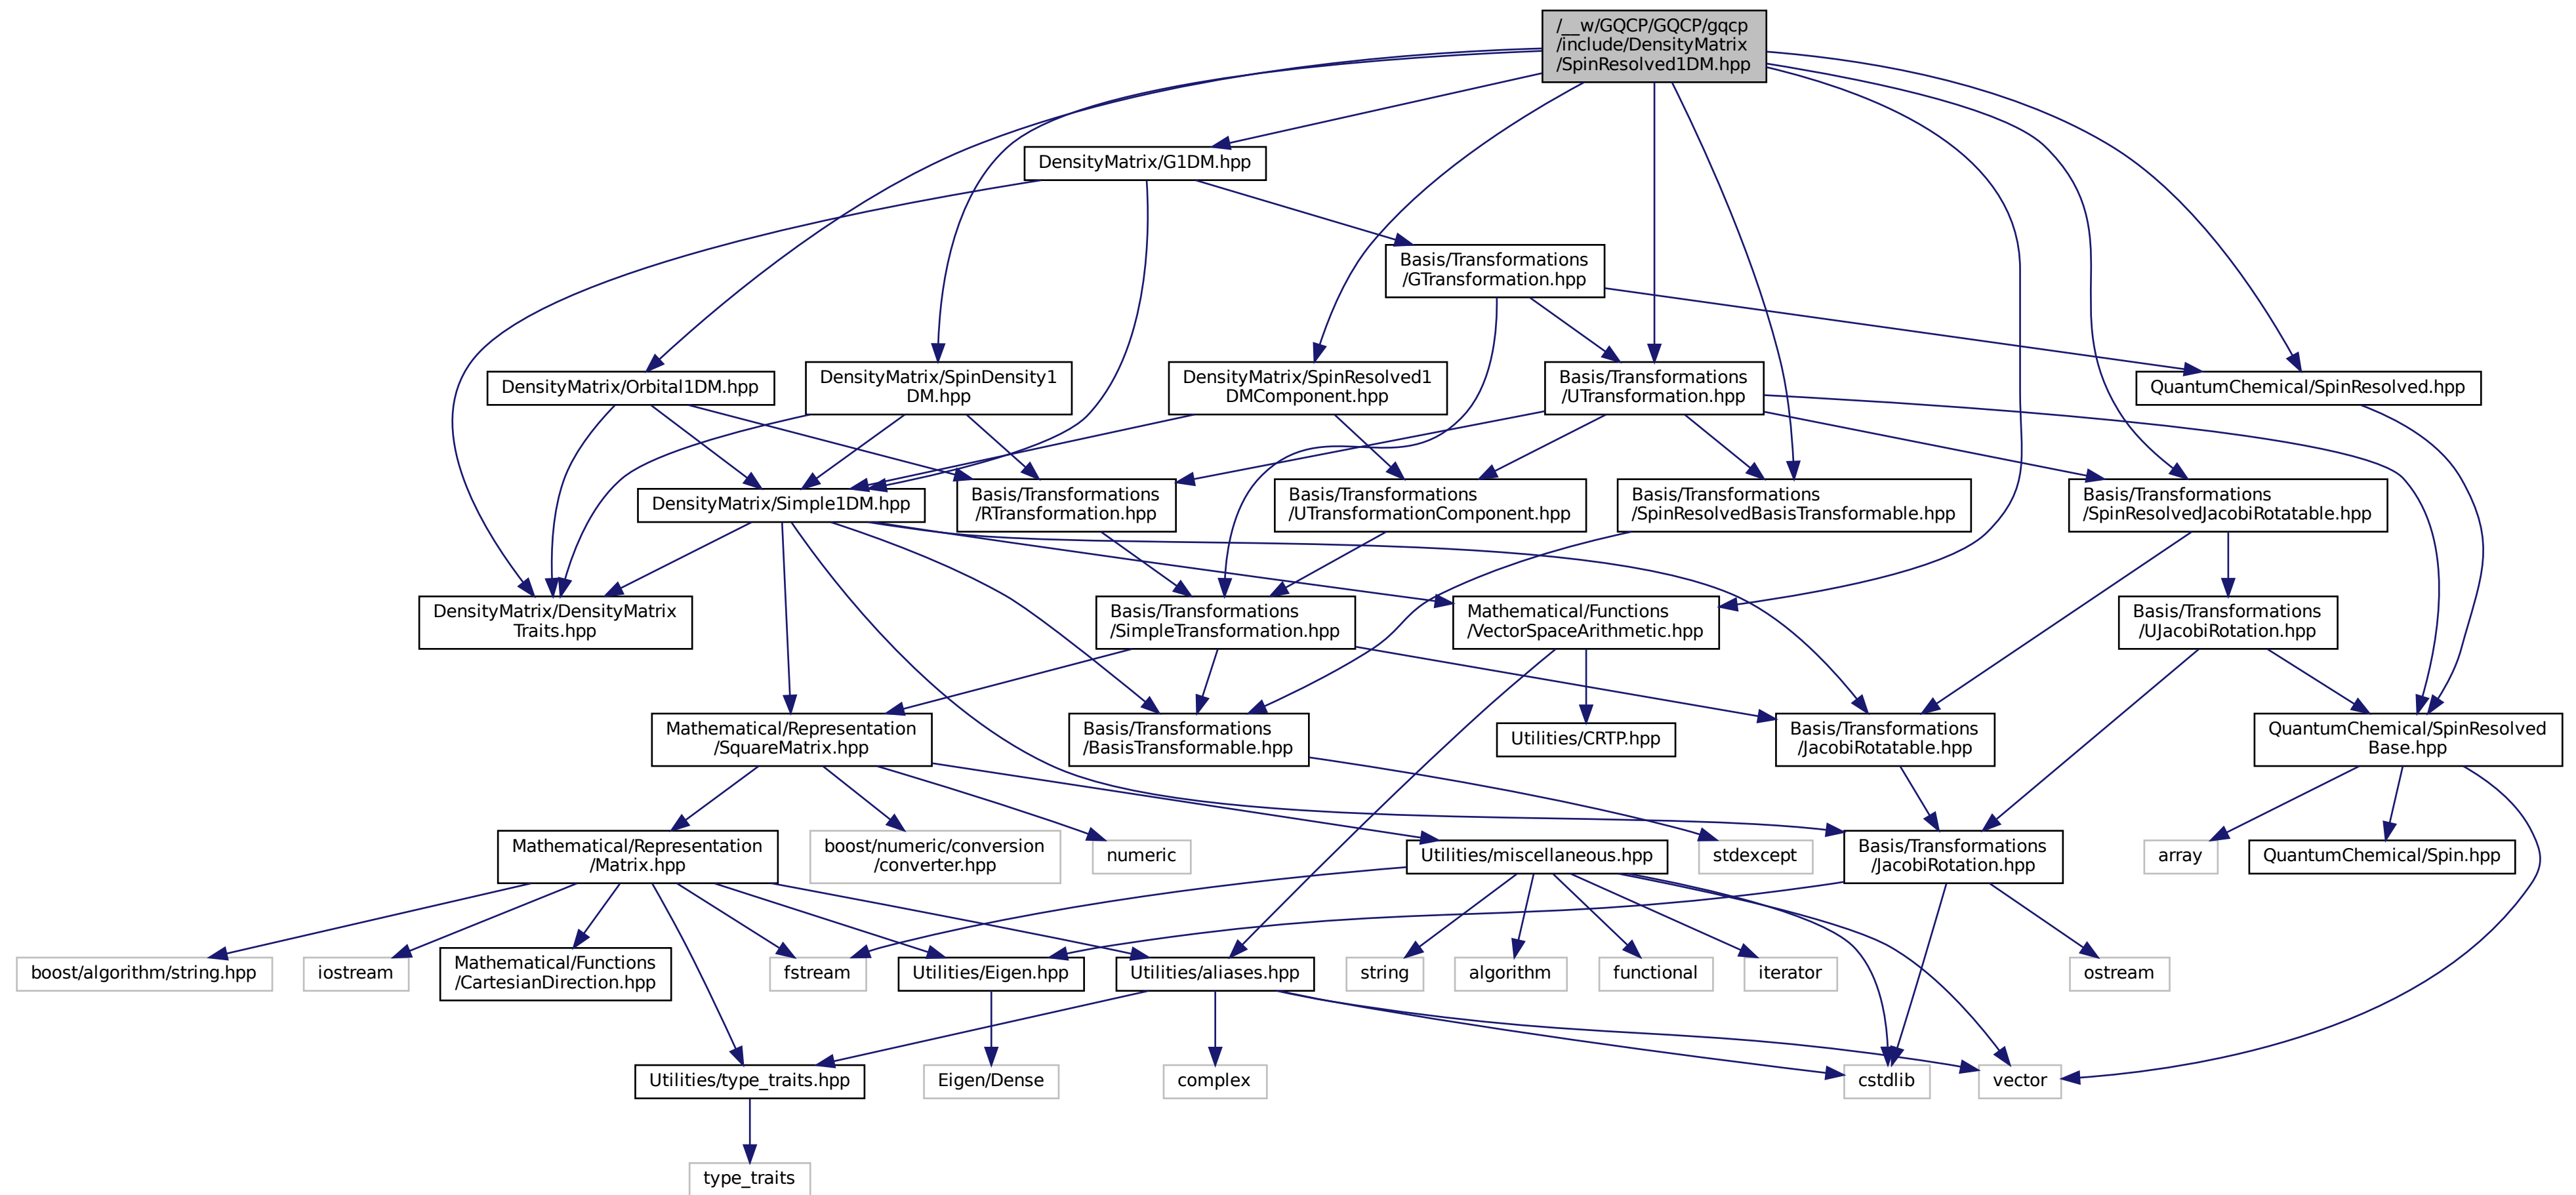 /__w/GQCP/GQCP/gqcp
/include/DensityMatrix
/SpinResolved1DM.hpp
DensityMatrix/G1DM.hpp
Basis/Transformations
/GTransformation.hpp
DensityMatrix/Orbital1DM.hpp
DensityMatrix/SpinDensity1
DM.hpp
DensityMatrix/SpinResolved1
DMComponent.hpp
Basis/Transformations
/UTransformation.hpp
QuantumChemical/SpinResolved.hpp
DensityMatrix/Simple1DM.hpp
Basis/Transformations
/RTransformation.hpp
Basis/Transformations
/UTransformationComponent.hpp
Basis/Transformations
/SpinResolvedBasisTransformable.hpp
Basis/Transformations
/SpinResolvedJacobiRotatable.hpp
DensityMatrix/DensityMatrix
Traits.hpp
Basis/Transformations
/SimpleTransformation.hpp
Mathematical/Functions
/VectorSpaceArithmetic.hpp
Basis/Transformations
/UJacobiRotation.hpp
Mathematical/Representation
/SquareMatrix.hpp
Basis/Transformations
/BasisTransformable.hpp
Utilities/CRTP.hpp
Basis/Transformations
/JacobiRotatable.hpp
QuantumChemical/SpinResolved
Base.hpp
Mathematical/Representation
/Matrix.hpp
boost/numeric/conversion
/converter.hpp
numeric
Utilities/miscellaneous.hpp
stdexcept
Basis/Transformations
/JacobiRotation.hpp
array
QuantumChemical/Spin.hpp
boost/algorithm/string.hpp
iostream
Mathematical/Functions
/CartesianDirection.hpp
fstream
Utilities/Eigen.hpp
Utilities/aliases.hpp
string
algorithm
functional
iterator
ostream
Utilities/type_traits.hpp
Eigen/Dense
complex
cstdlib
vector
type_traits